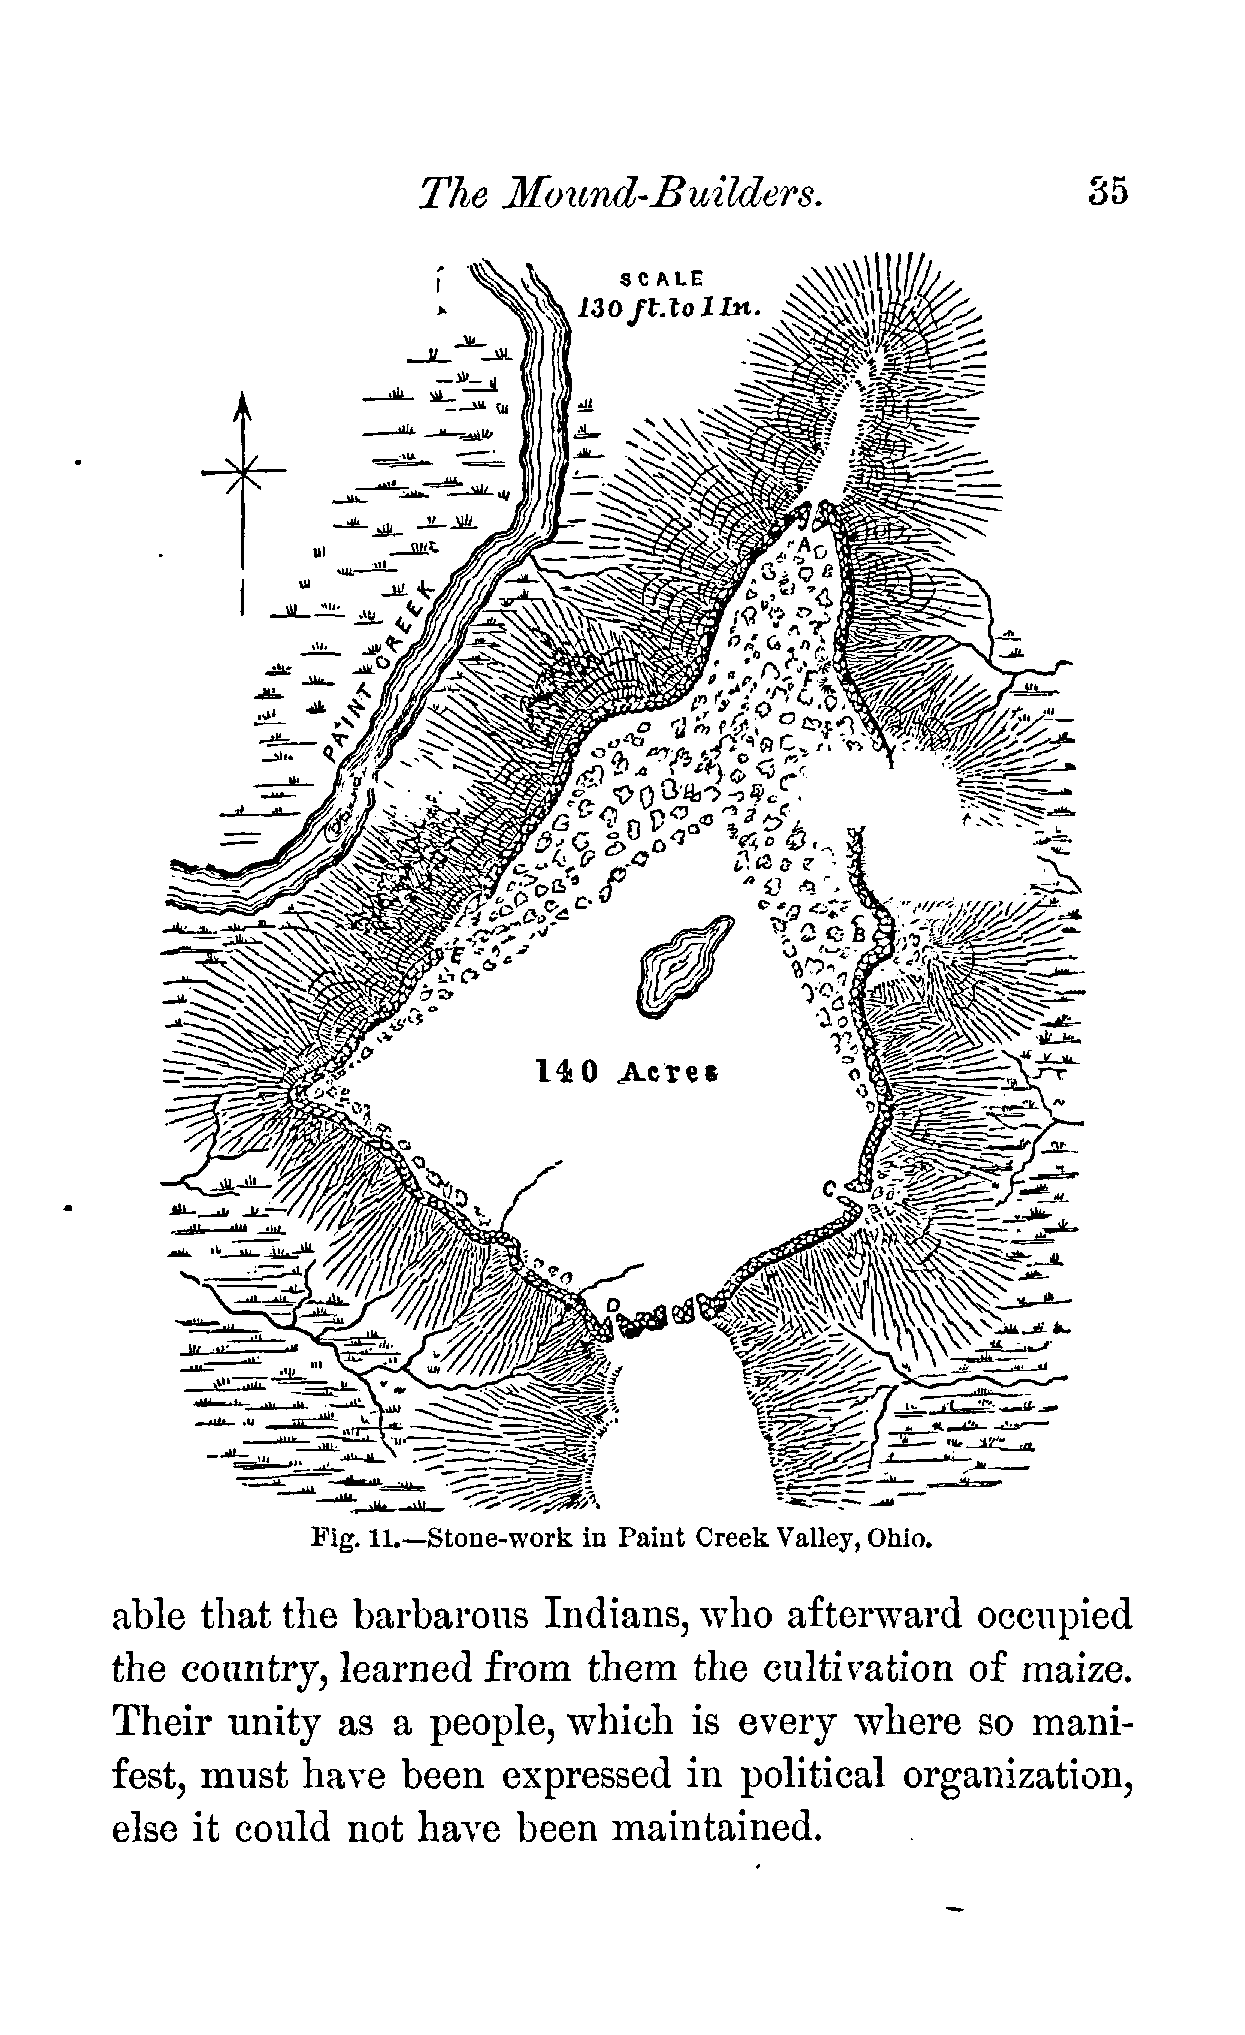 The Mound-Builders. 35
SCALE
130 ft. to 1 In.
PAINT CREEK
A
F
B
E
140 Acres
C
D
Fig. 11.—Stone-work in Paint Creek Valley, Ohio.
able that the barbarous Indians, who afterward occupied
the country, learned from them the cultivation of maize.
Their unity as a people, which is every where so mani-
fest, must have been expressed in political organization,
else it could not have been maintained.